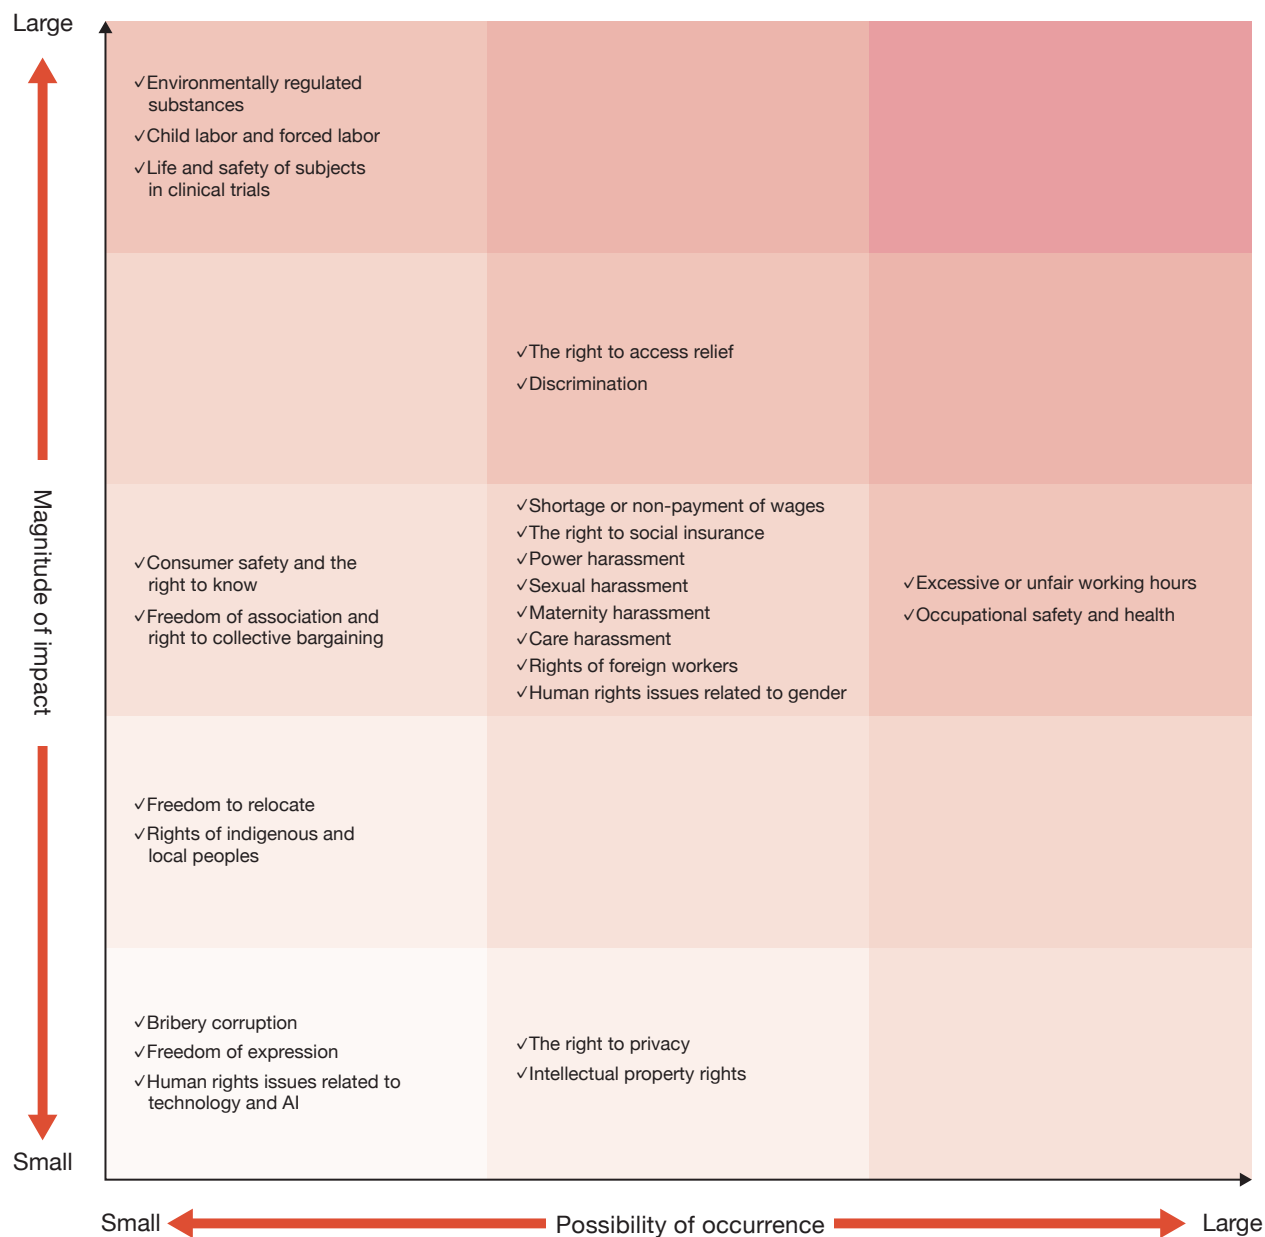 Large
✓Environmentally regulated
substances
✓Child labor and forced labor
✓Life and safety of subjects
in clinical trials
✓The right to access relief
✓Discrimination
Magnitude of impact
✓Consumer safety and the
right to know
✓Freedom of association and
right to collective bargaining
✓Shortage or non-payment of wages
✓The right to social insurance
✓Power harassment
✓Sexual harassment
✓Maternity harassment
✓Care harassment
✓Rights of foreign workers
✓Human rights issues related to gender
✓Excessive or unfair working hours
✓Occupational safety and health
✓Freedom to relocate
✓Rights of indigenous and
local peoples
✓Bribery corruption
✓Freedom of expression
✓Human rights issues related to
technology and AI
✓The right to privacy
✓Intellectual property rights
Small
Small
Possibility of occurrence
Large